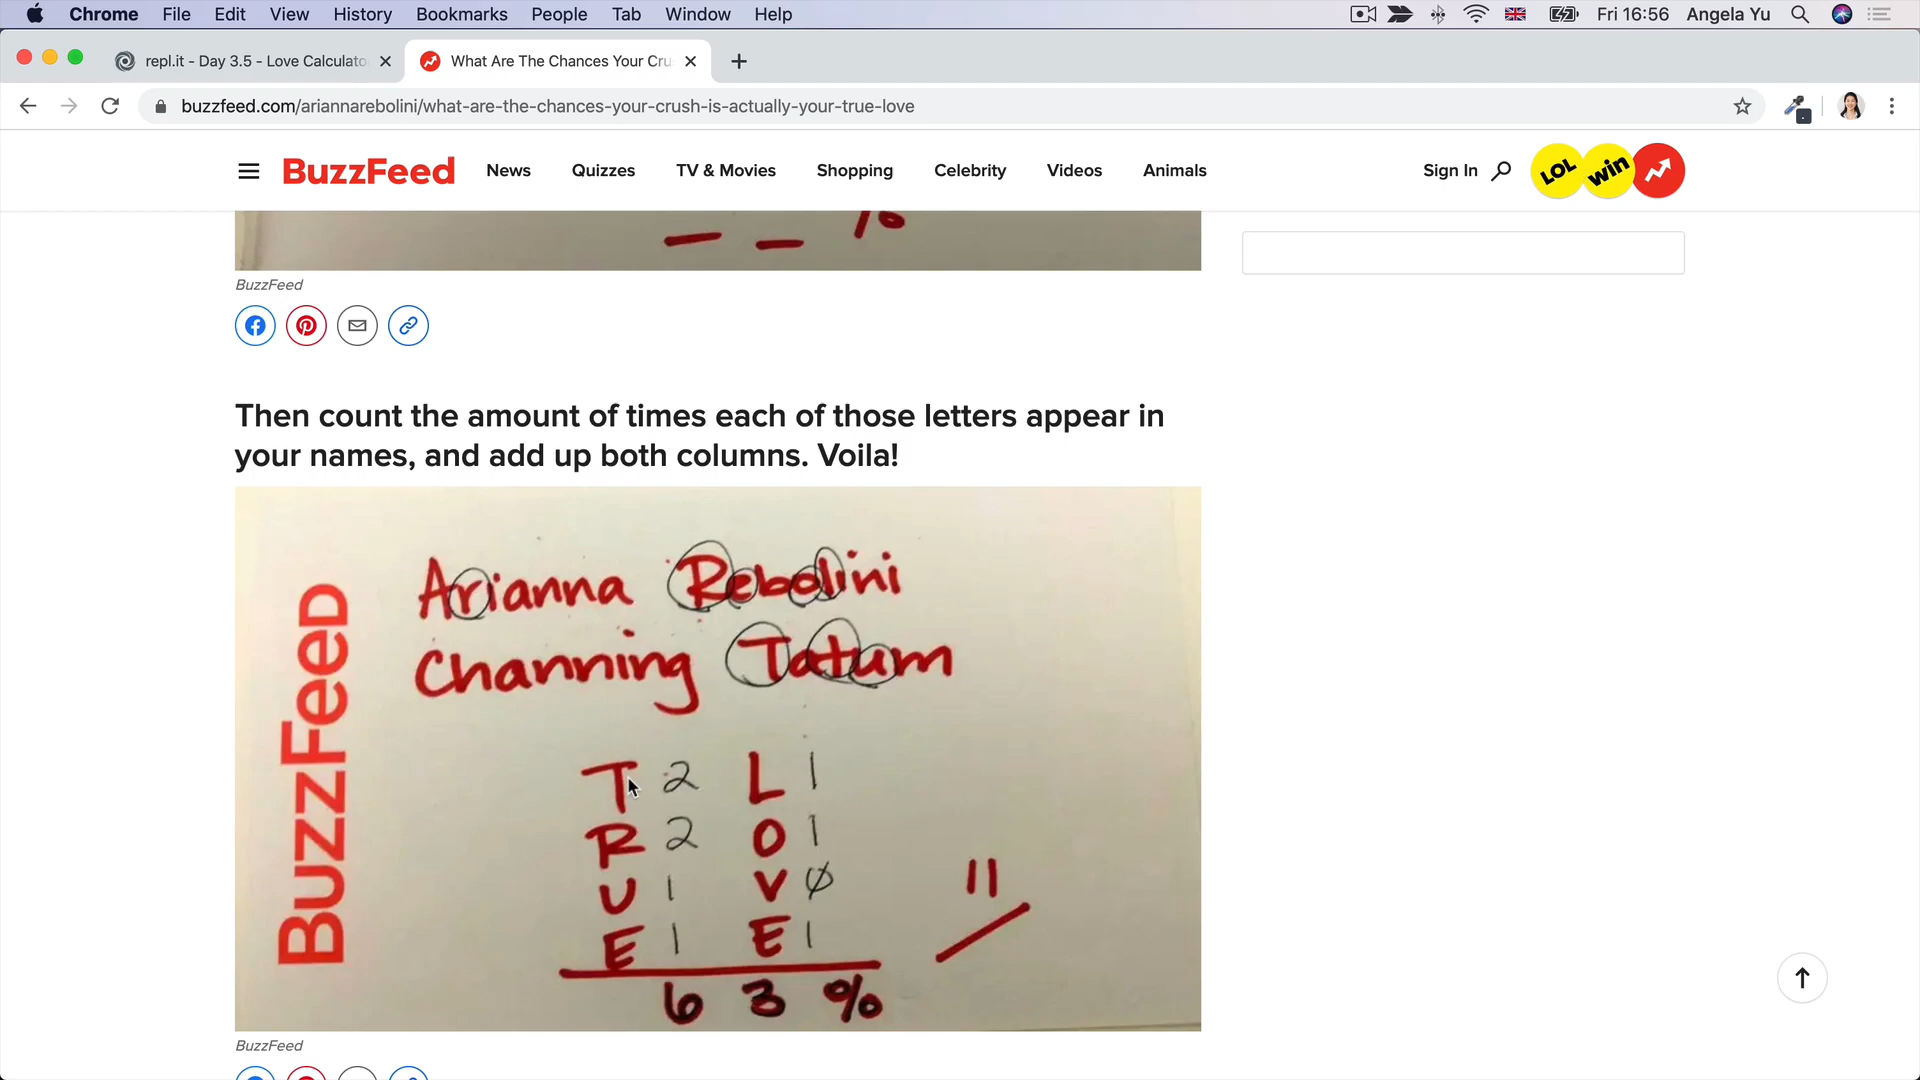 Chrome File Edit View History Bookmarks People Tab Window Help Fri 16:56 Angela Yu
repl.it - Day 3.5 - Love Calculato What Are The Chances Your Cru
buzzfeed.com/ariannarebolini/what-are-the-chances-your-crush-is-actually-your-true-love
BuzzFeed News Quizzes TV & Movies Shopping Celebrity Videos Animals Sign In LOL win
_ _ %
BuzzFeed
Then count the amount of times each of those letters appear in
your names, and add up both columns. Voila!
BuzzFeed
Arianna Rebolini
Channing Tatum
T 2 L 1
R 2 O 1
U 1 V 0
E 1 E 1
6 3 %
BuzzFeed